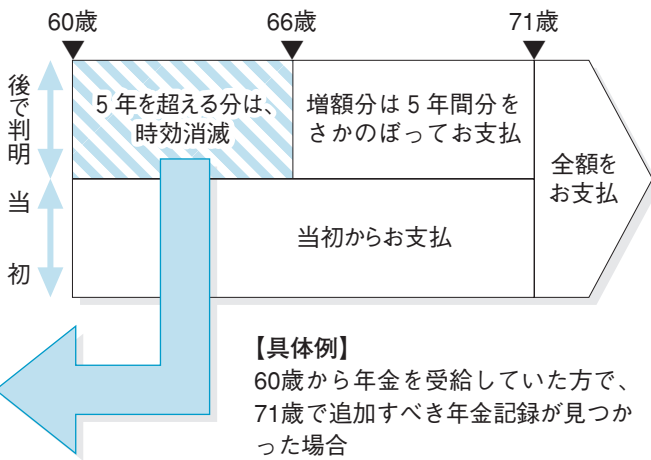 60歳
66歳
71歳
後で判明
5年を超える分は、
時効消滅
増額分は5年間分を
さかのぼってお支払
全額を
お支払
当初
当初からお支払
【具体例】
60歳から年金を受給していた方で、
71歳で追加すべき年金記録が見つか
った場合